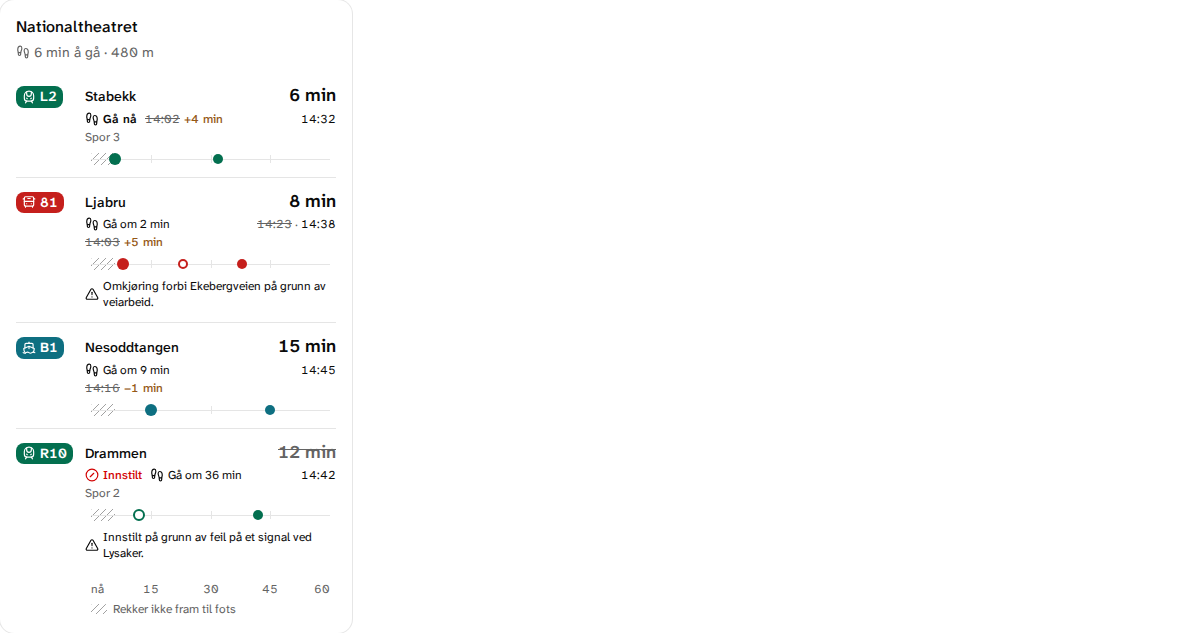 Nationaltheatret
6 min å gå · 480 m
L2 Stabekk 6 min
Gå nå 14:02 +4 min 14:32
Spor 3
81 Ljabru 8 min
Gå om 2 min 14:23 · 14:38
14:03 +5 min
Omkjøring forbi Ekebergveien på grunn av
veiarbeid.
B1 Nesoddtangen 15 min
Gå om 9 min 14:45
14:16 −1 min
R10 Drammen 12 min
Innstilt Gå om 36 min 14:42
Spor 2
Innstilt på grunn av feil på et signal ved
Lysaker.
nå 15 30 45 60
Rekker ikke fram til fots